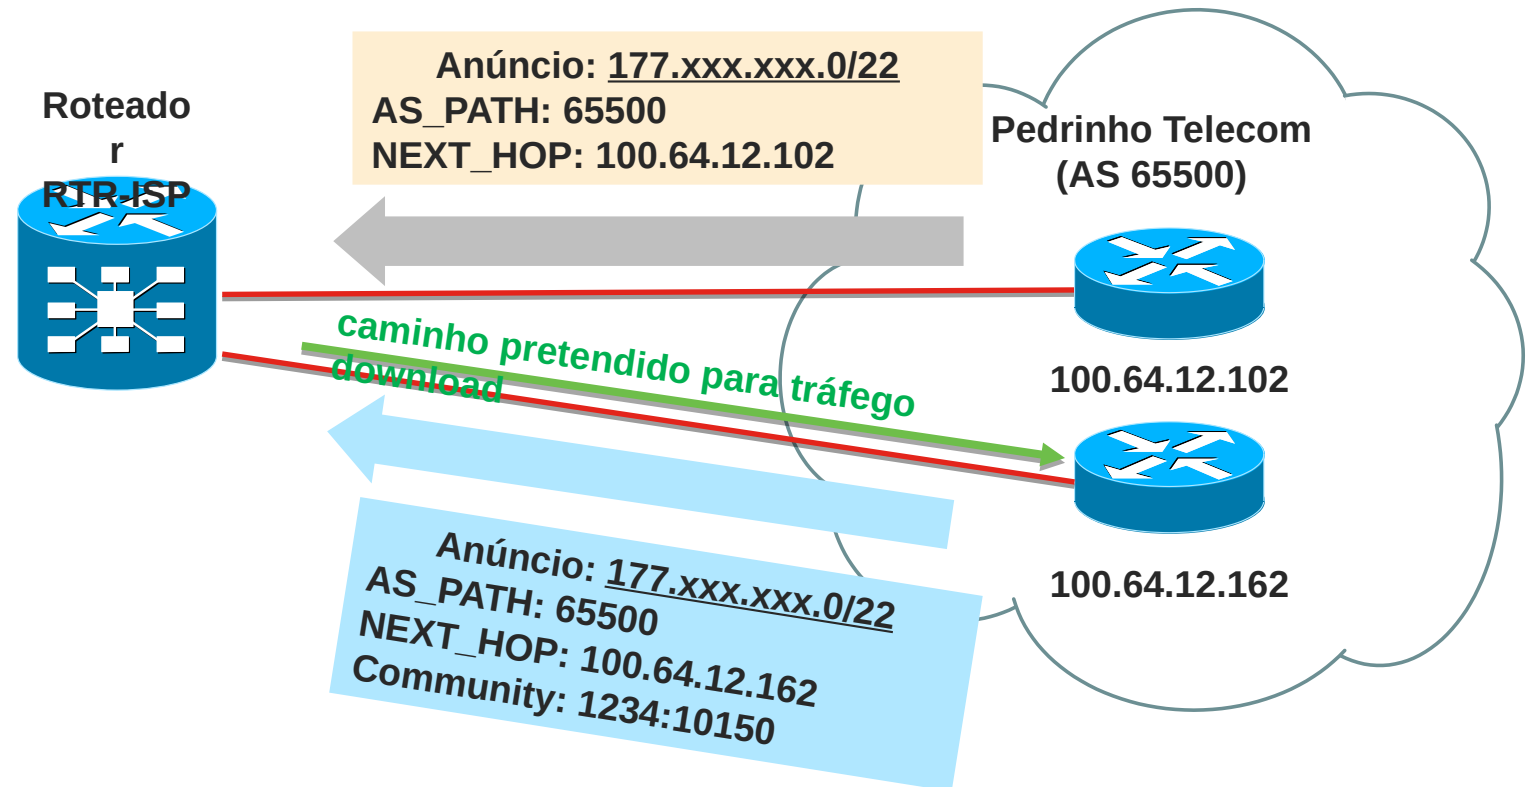 Anúncio: 177.xxx.xxx.0/22
AS_PATH: 65500
NEXT_HOP: 100.64.12.102
Roteado
r
RTR-ISP
Pedrinho Telecom
(AS 65500)
caminho pretendido para tráfego
download
100.64.12.102
100.64.12.162
Anúncio: 177.xxx.xxx.0/22
AS_PATH: 65500
NEXT_HOP: 100.64.12.162
Community: 1234:10150